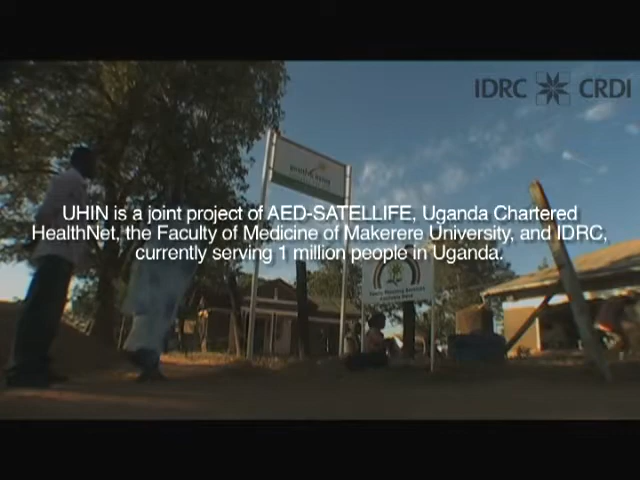 IDRC CRDI
UHIN is a joint project of AED-SATELLIFE, Uganda Chartered
HealthNet, the Faculty of Medicine of Makerere University, and IDRC,
currently serving 1 million people in Uganda.